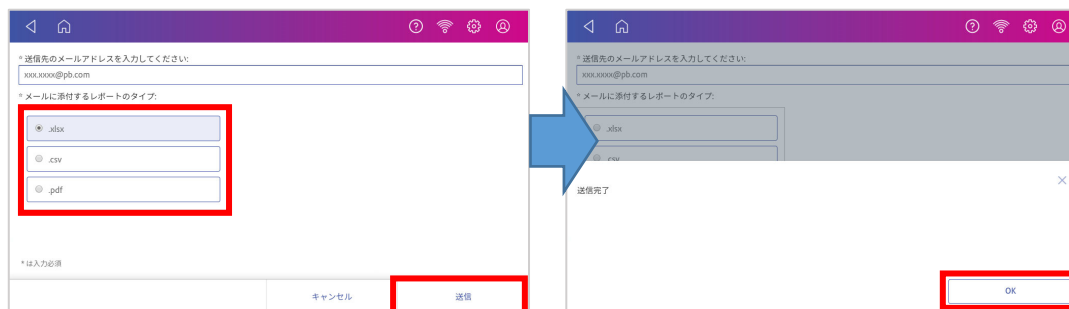 * 送信先のメールアドレスを入力してください:
xxx.xxxx@pb.com
* メールに添付するレポートのタイプ:
.xlsx
.csv
.pdf
* は入力必須
キャンセル
送信
* 送信先のメールアドレスを入力してください:
xxx.xxxx@pb.com
* メールに添付するレポートのタイプ:
.xlsx
.csv
送信完了
OK